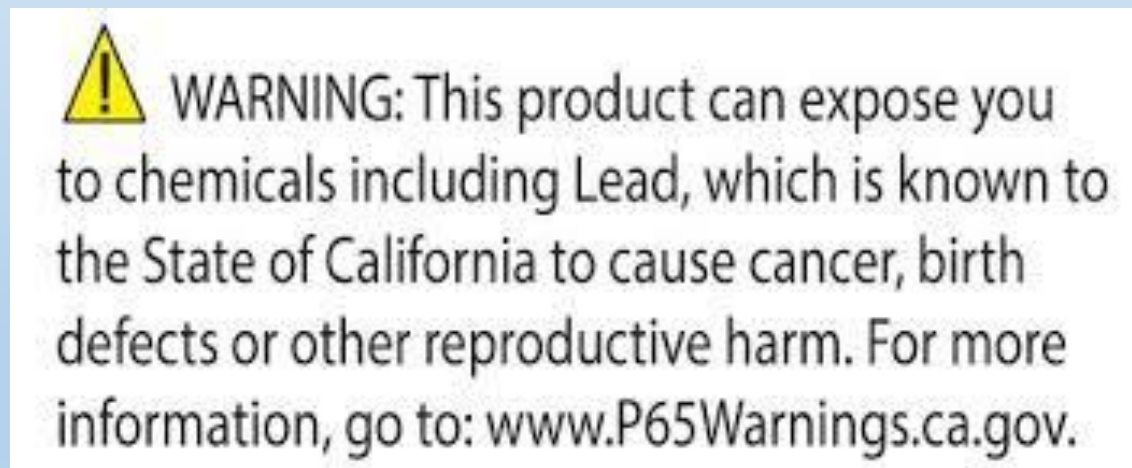 WARNING: This product can expose you
to chemicals including Lead, which is known to
the State of California to cause cancer, birth
defects or other reproductive harm. For more
information, go to: www.P65Warnings.ca.gov.